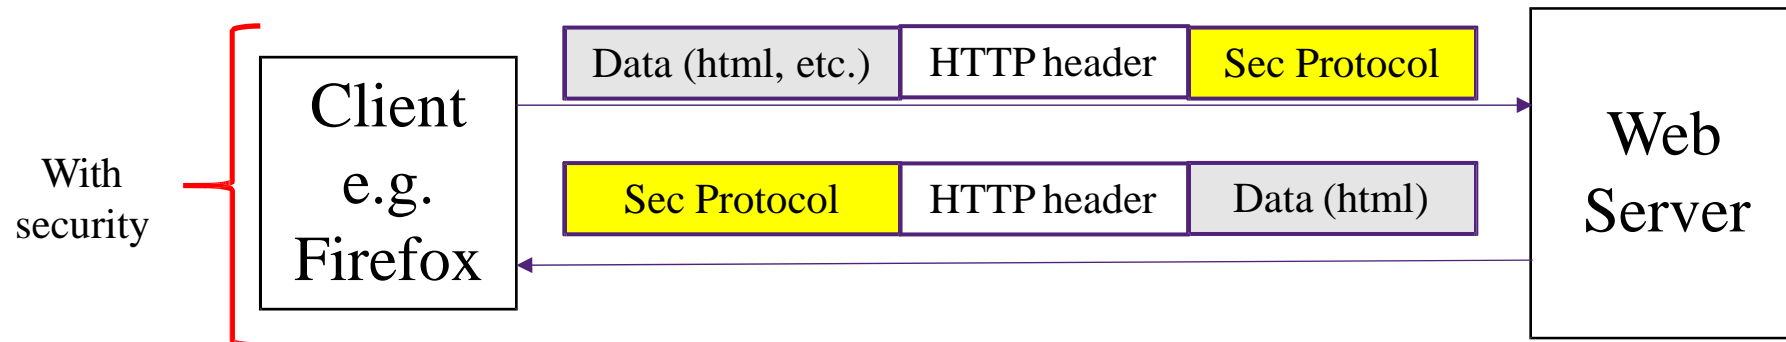 With
security
Client
e.g.
Firefox
Data (html, etc.) HTTP header Sec Protocol
Sec Protocol HTTP header Data (html)
Web
Server